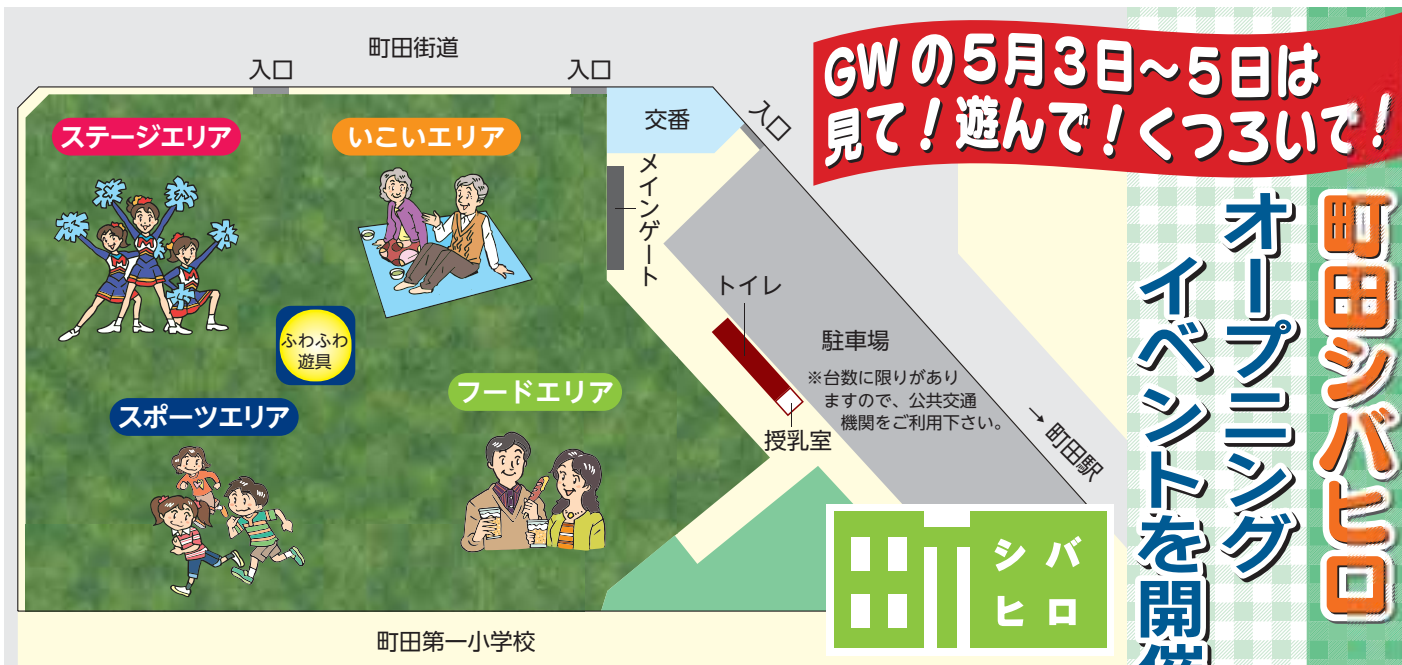 GWの5月3日～5日は
見て！遊んで！くつろいで！
町田シバヒロ
オープニング
イベントを開催
町田街道
入口
入口
交番
入口
ステージエリア
いこいエリア
メインゲート
トイレ
ふわふわ
遊具
駐車場
※台数に限りがあり
ますので、公共交通
機関をご利用下さい。
スポーツエリア
フードエリア
授乳室
→町田駅
シバ
ヒロ
町田第一小学校